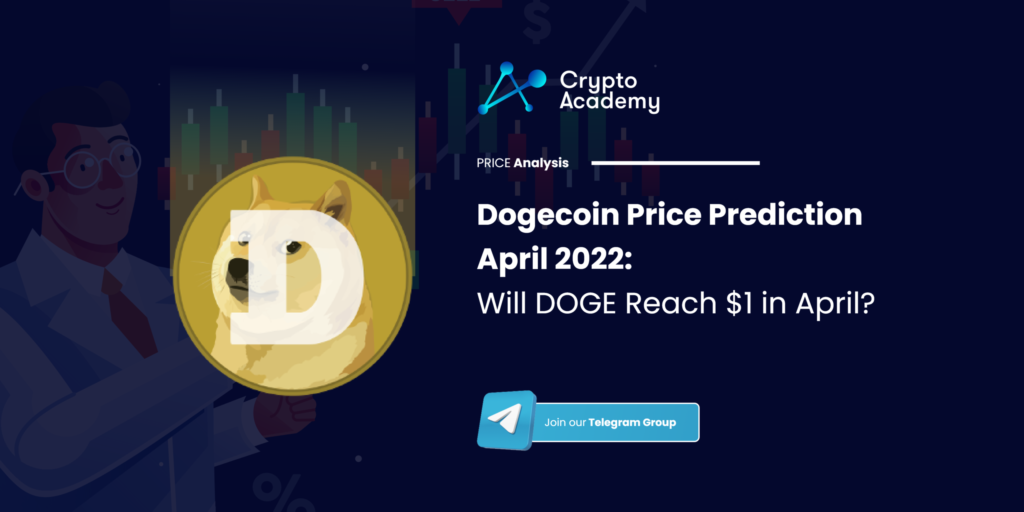 Crypto
Academy
PRICE Analysis
Dogecoin Price Prediction
April 2022:
Will DOGE Reach $1 in April?
D
Join our Telegram Group
$
%